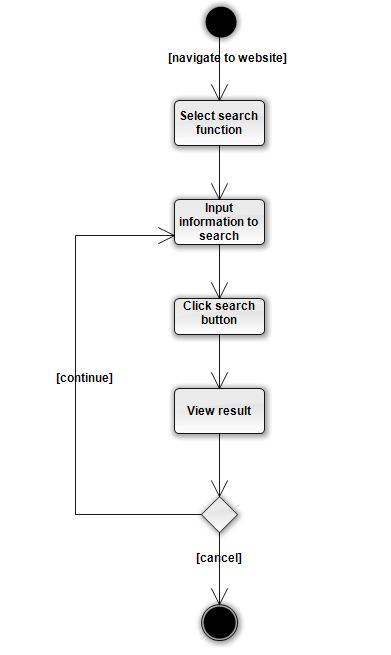 [navigate to website]
Select search
function
Input
information to
search
Click search
button
View result
[continue]
[cancel]